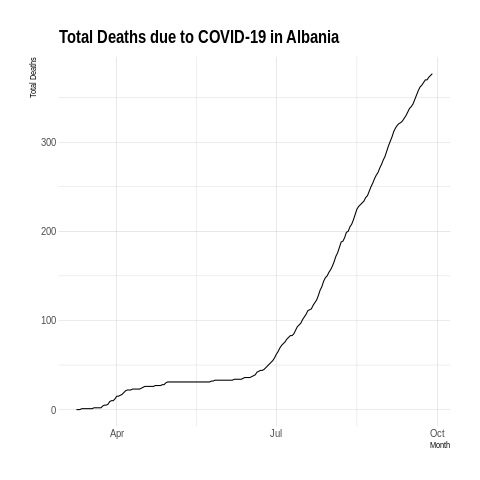 Total Deaths due to COVID-19 in Albania
Total Deaths
300
200
100
0
Apr
Jul
Oct
Month